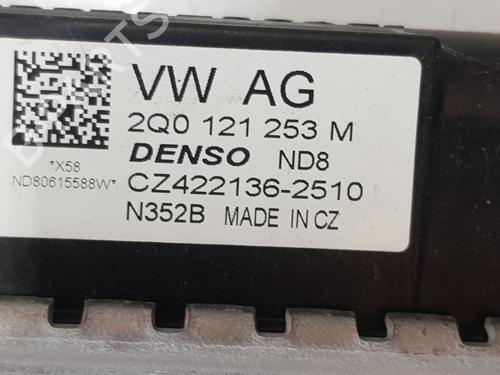 VW AG
2Q0 121 253 M
DENSO ND8
*X58
ND80615588W*
CZ422136-2510
N352B MADE IN CZ